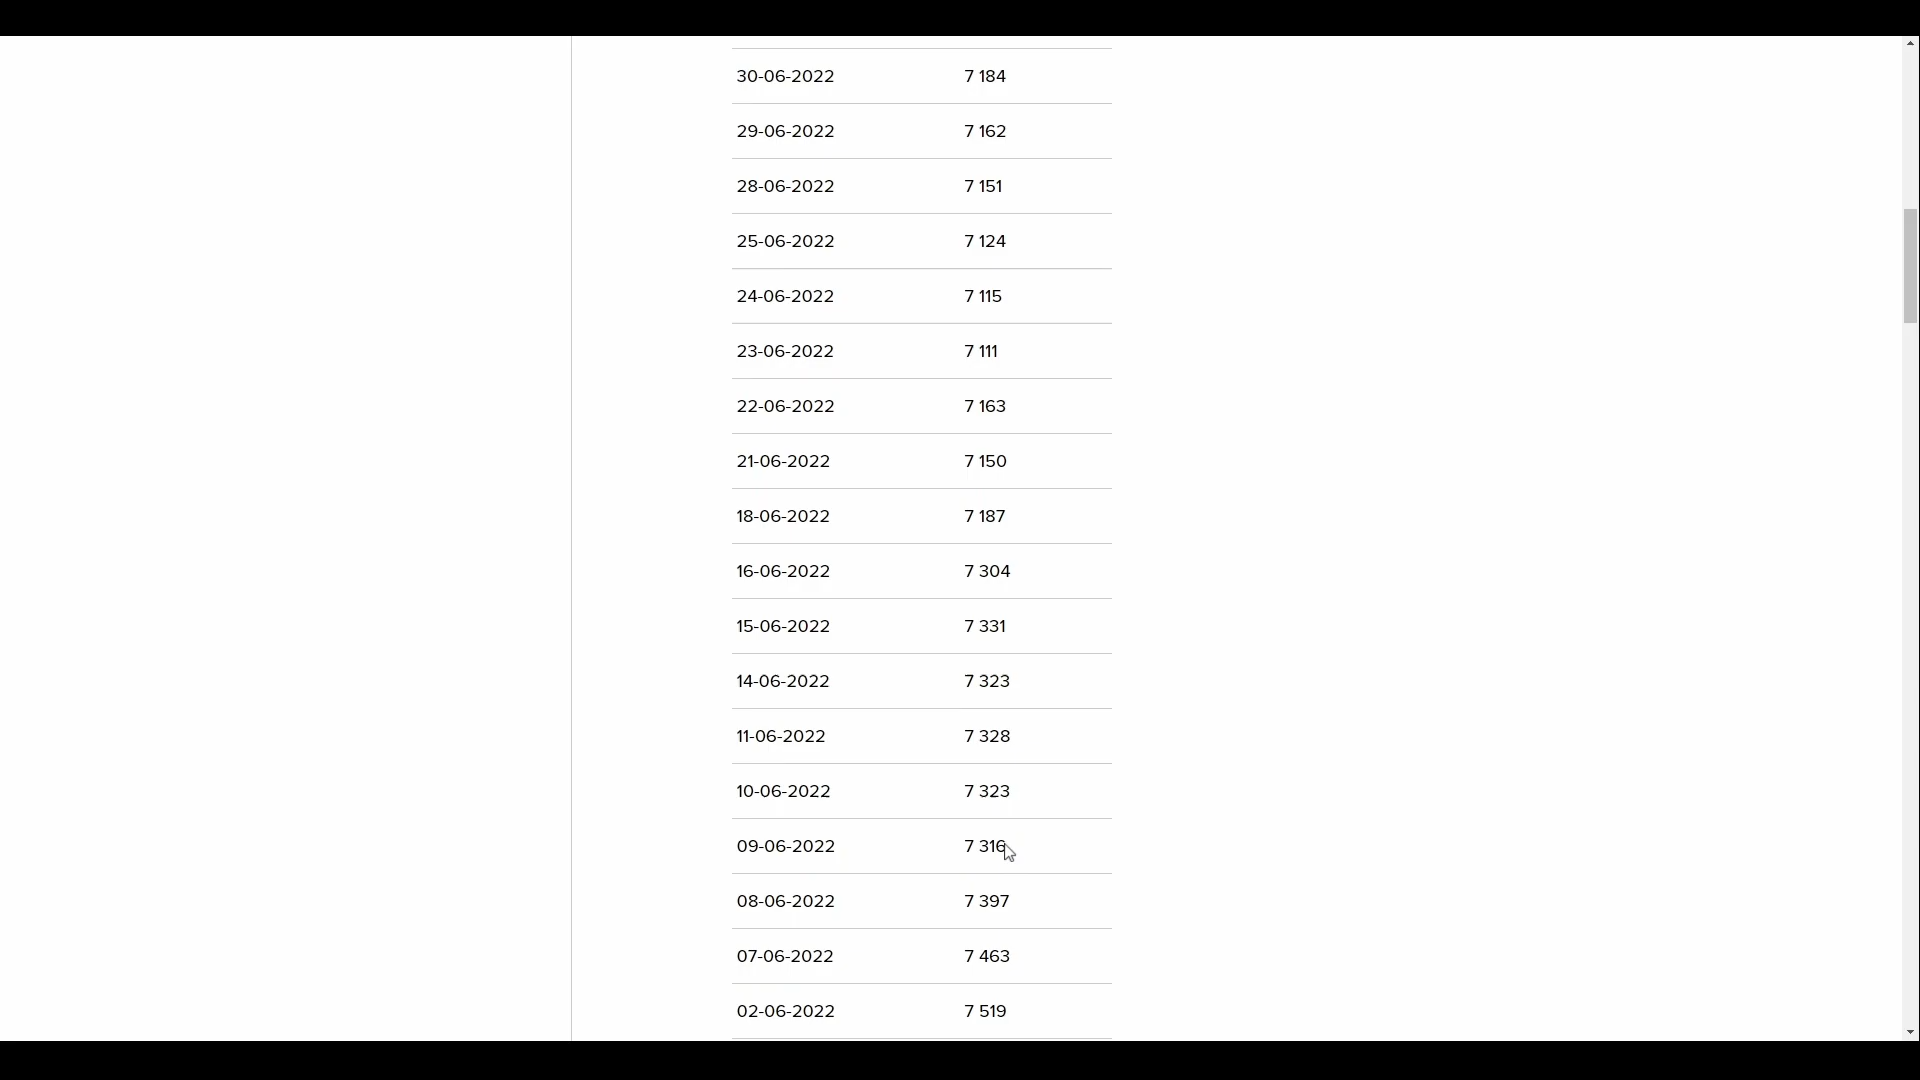 30-06-2022 7 184
29-06-2022 7 162
28-06-2022 7 151
25-06-2022 7 124
24-06-2022 7 115
23-06-2022 7 111
22-06-2022 7 163
21-06-2022 7 150
18-06-2022 7 187
16-06-2022 7 304
15-06-2022 7 331
14-06-2022 7 323
11-06-2022 7 328
10-06-2022 7 323
09-06-2022 7 316
08-06-2022 7 397
07-06-2022 7 463
02-06-2022 7 519